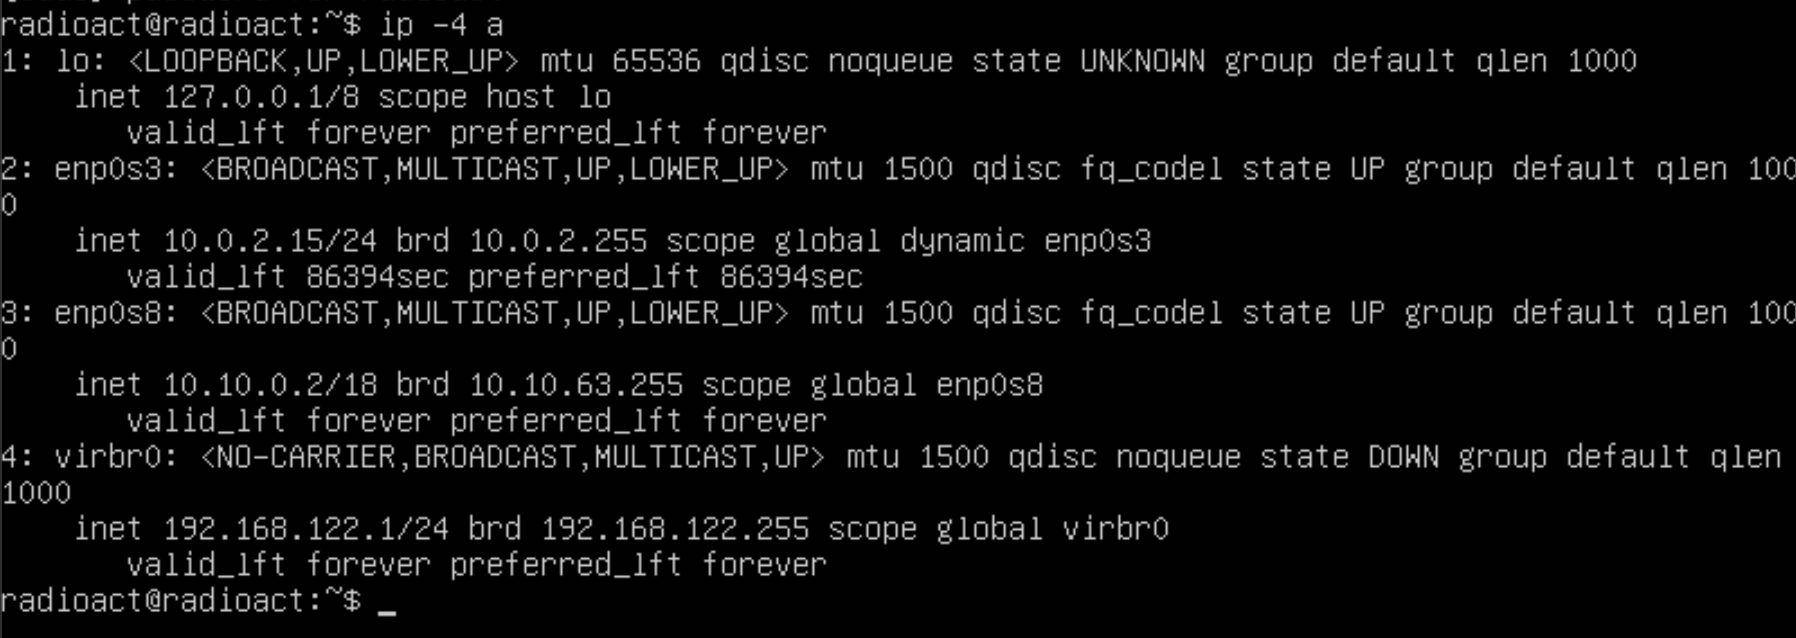 radioact@radioact:~$ ip -4 a
1: lo: <LOOPBACK,UP,LOWER_UP> mtu 65536 qdisc noqueue state UNKNOWN group default qlen 1000
    inet 127.0.0.1/8 scope host lo
       valid_lft forever preferred_lft forever
2: enp0s3: <BROADCAST,MULTICAST,UP,LOWER_UP> mtu 1500 qdisc fq_codel state UP group default qlen 100
0
    inet 10.0.2.15/24 brd 10.0.2.255 scope global dynamic enp0s3
       valid_lft 86394sec preferred_lft 86394sec
3: enp0s8: <BROADCAST,MULTICAST,UP,LOWER_UP> mtu 1500 qdisc fq_codel state UP group default qlen 100
0
    inet 10.10.0.2/18 brd 10.10.63.255 scope global enp0s8
       valid_lft forever preferred_lft forever
4: virbr0: <NO-CARRIER,BROADCAST,MULTICAST,UP> mtu 1500 qdisc noqueue state DOWN group default qlen
1000
    inet 192.168.122.1/24 brd 192.168.122.255 scope global virbr0
       valid_lft forever preferred_lft forever
radioact@radioact:~$ _